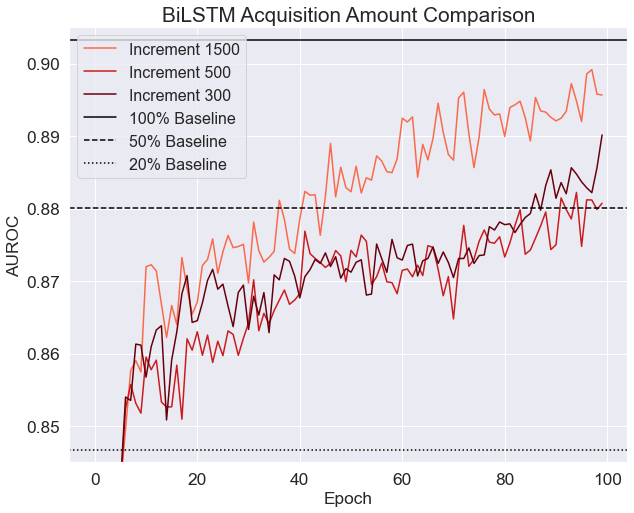 BiLSTM Acquisition Amount Comparison
Increment 1500
Increment 500
Increment 300
100% Baseline
50% Baseline
20% Baseline
0.90
0.89
0.88
0.87
0.86
0.85
AUROC
0
20
40
60
80
100
Epoch